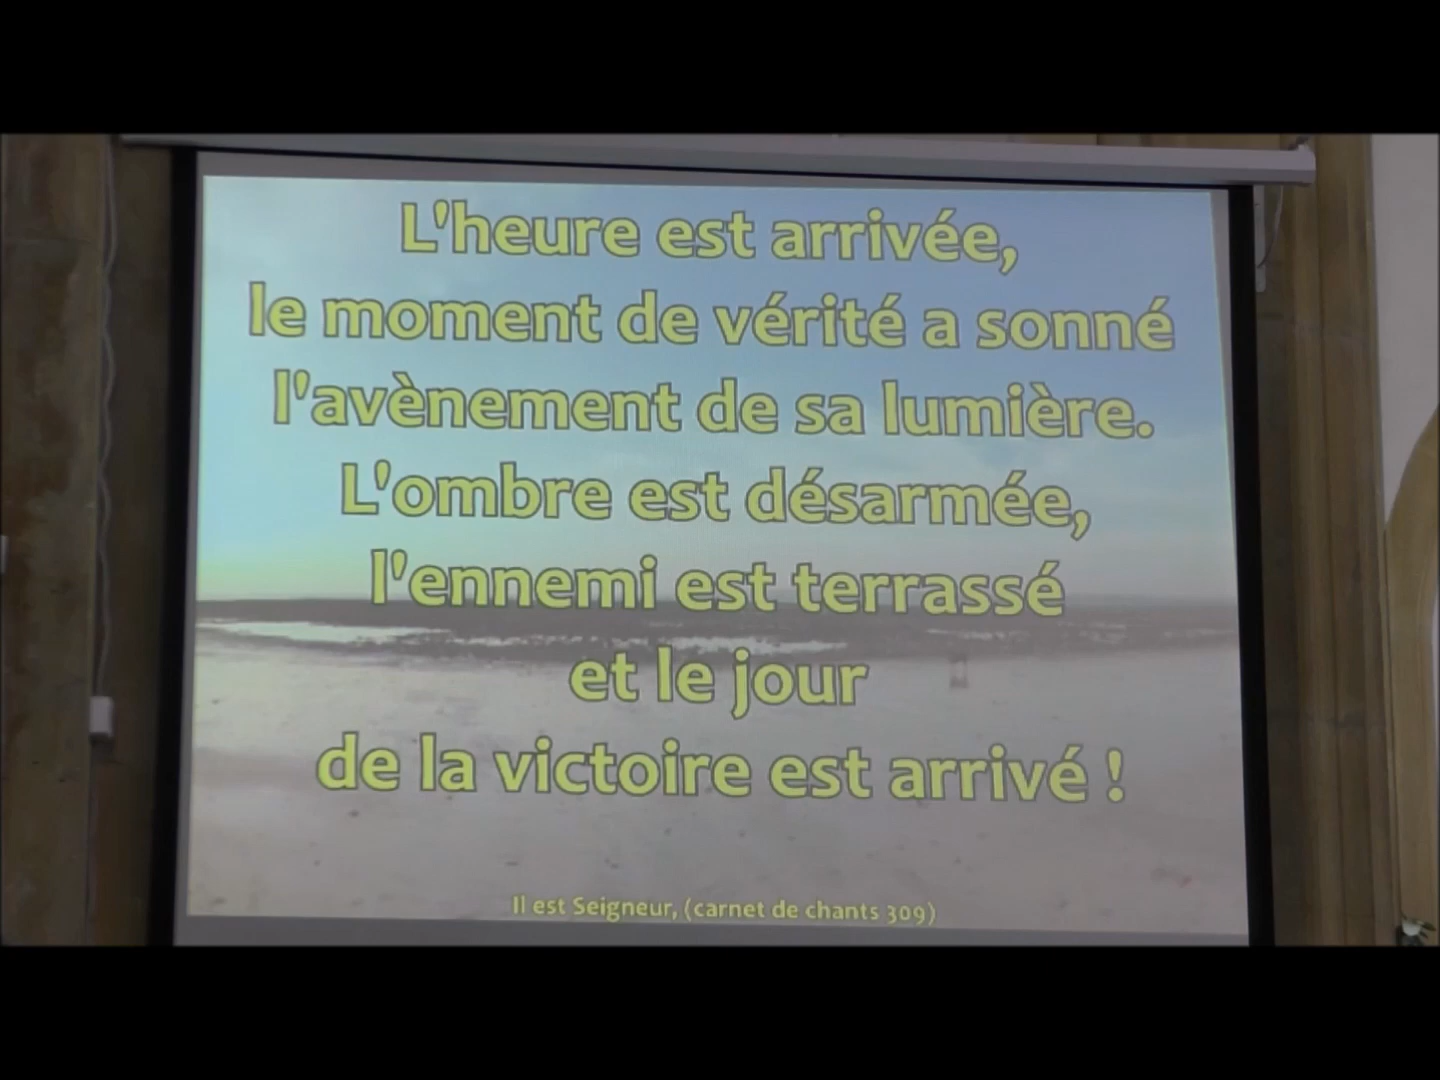 L'heure est arrivée,
le moment de vérité a sonné
l'avènement de sa lumière.
L'ombre est désarmée,
l'ennemi est terrassé
et le jour
de la victoire est arrivé !
Il est Seigneur, (carnet de chants 309)